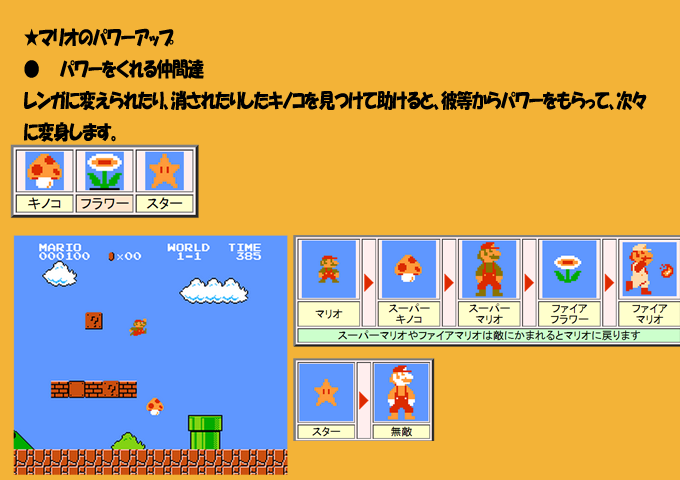 ★マリオのパワーアップ
● パワーをくれる仲間達
レンガに変えられたり、消されたりしたキノコを見つけて助けると、彼等からパワーをもらって、次々
に変身します。
キノコ フラワー スター
MARIO WORLD TIME
000100 ×00 1-1 385
?
?
マリオ スーパーキノコ スーパーマリオ ファイアフラワー ファイアマリオ
スーパーマリオやファイアマリオは敵にかまれるとマリオに戻ります
スター 無敵